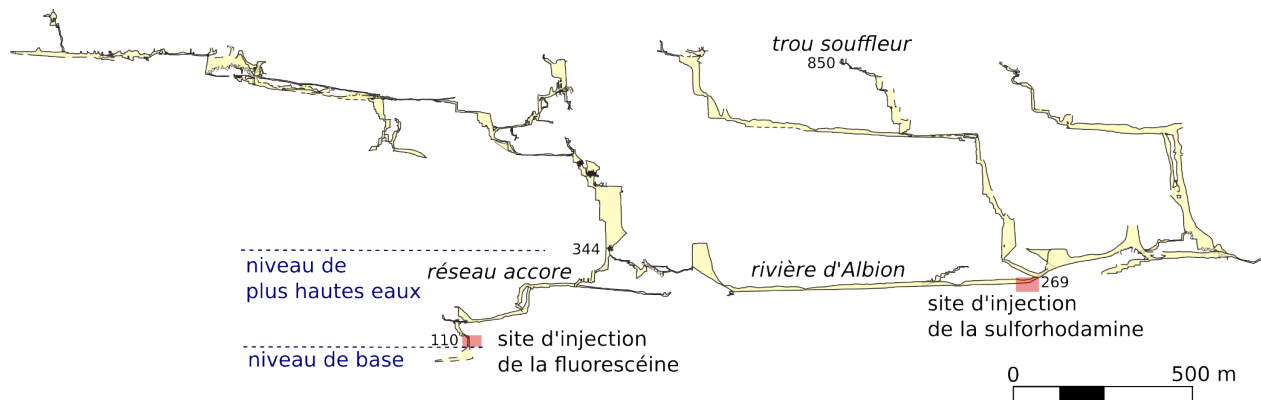 trou souffleur
850
344
niveau de
plus hautes eaux
réseau accore
rivière d'Albion
269
site d'injection
de la sulforhodamine
110
site d'injection
de la fluorescéine
niveau de base
0 500 m